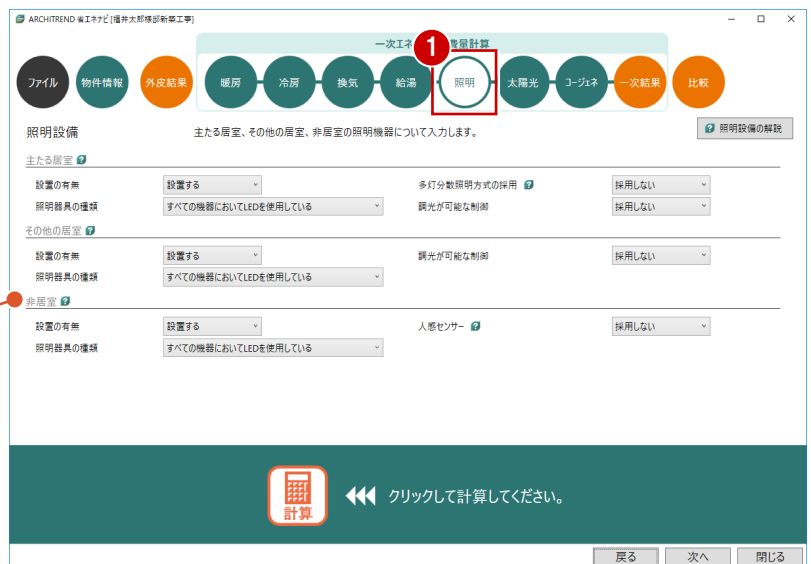 ARCHITREND 省エネナビ [福井太郎様邸新築工事]
一次エネ 費量計算
1
ファイル 物件情報 外皮結果 暖房 冷房 換気 給湯 照明 太陽光 コージェネ 一次結果 比較
照明設備 主たる居室、その他の居室、非居室の照明機器について入力します。 照明設備の解説
主たる居室
設置の有無 設置する 多灯分散照明方式の採用 採用しない
照明器具の種類 すべての機器においてLEDを使用している 調光が可能な制御 採用しない
その他の居室
設置の有無 設置する 調光が可能な制御 採用しない
照明器具の種類 すべての機器においてLEDを使用している
非居室
設置の有無 設置する 人感センサー 採用しない
照明器具の種類 すべての機器においてLEDを使用している
計算 クリックして計算してください。
戻る 次へ 閉じる